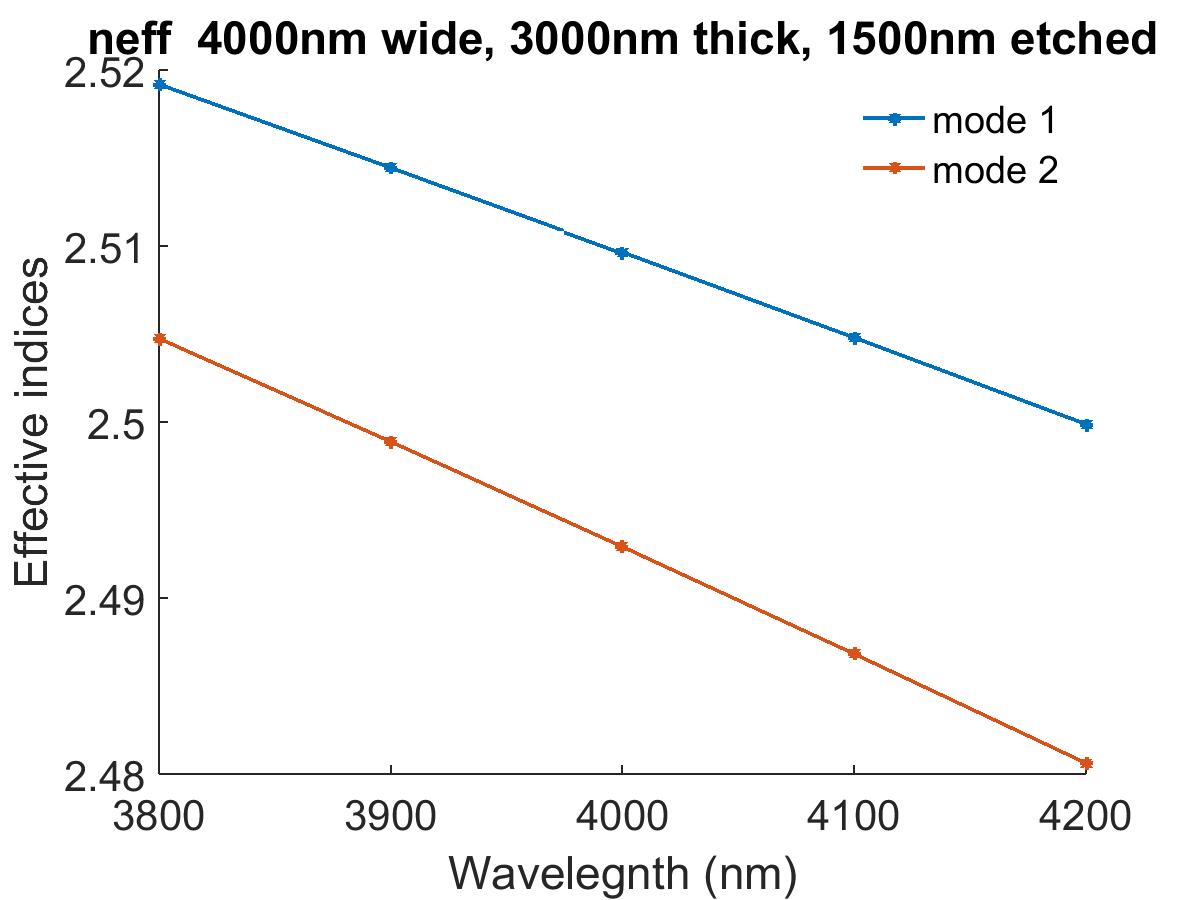 neff  4000nm wide, 3000nm thick, 1500nm etched
2.52
mode 1
mode 2
2.51
Effective indices
2.5
2.49
2.48
3800 3900 4000 4100 4200
Wavelegnth (nm)